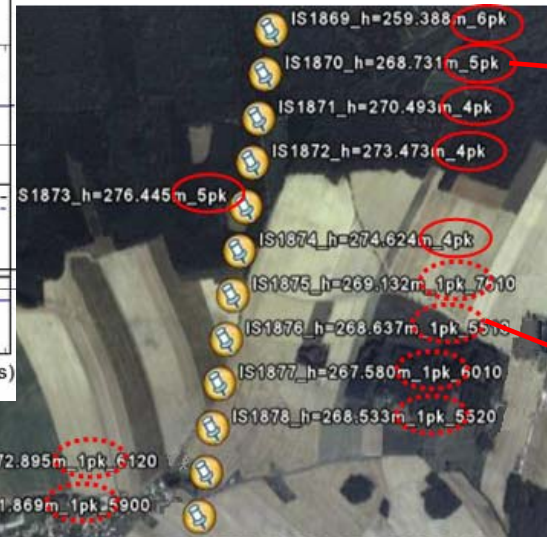 IS1869_h=259.388m_6pk
IS1870_h=268.731m_5pk
IS1871_h=270.493m_4pk
IS1872_h=273.473m_4pk
S1873_h=276.445m_5pk
IS1874_h=274.624m_4pk
IS1875_h=269.132m_1pk_7010
IS1876_h=268.637m_1pk_5510
IS1877_h=267.580m_1pk_6010
IS1878_h=268.533m_1pk_5520
72.895m_1pk_6120
1.869m_1pk_5900
s)